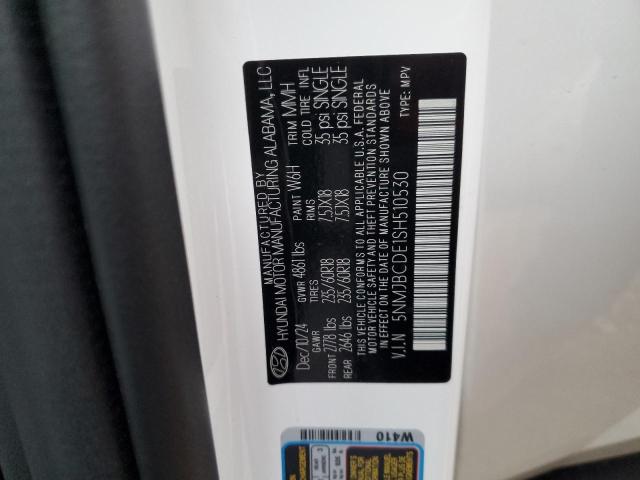 MANUFACTURED BY
HYUNDAI MOTOR MANUFACTURING ALABAMA, LLC
Dec/10/24 GVWR 4861 lbs PAINT W6H TRIM MMH
GAWR TIRES RIMS COLD TIRE INFL
FRONT 2778 lbs 235/60R18 7.5JX18 35 psi SINGLE
REAR 2646 lbs 235/60R18 7.5JX18 35 psi SINGLE
THIS VEHICLE CONFORMS TO ALL APPLICABLE U.S.A. FEDERAL
MOTOR VEHICLE SAFETY AND THEFT PREVENTION STANDARDS
IN EFFECT ON THE DATE OF MANUFACTURE SHOWN ABOVE
V.I.N 5NMJBCDE1SH510530 TYPE: MPV
W410